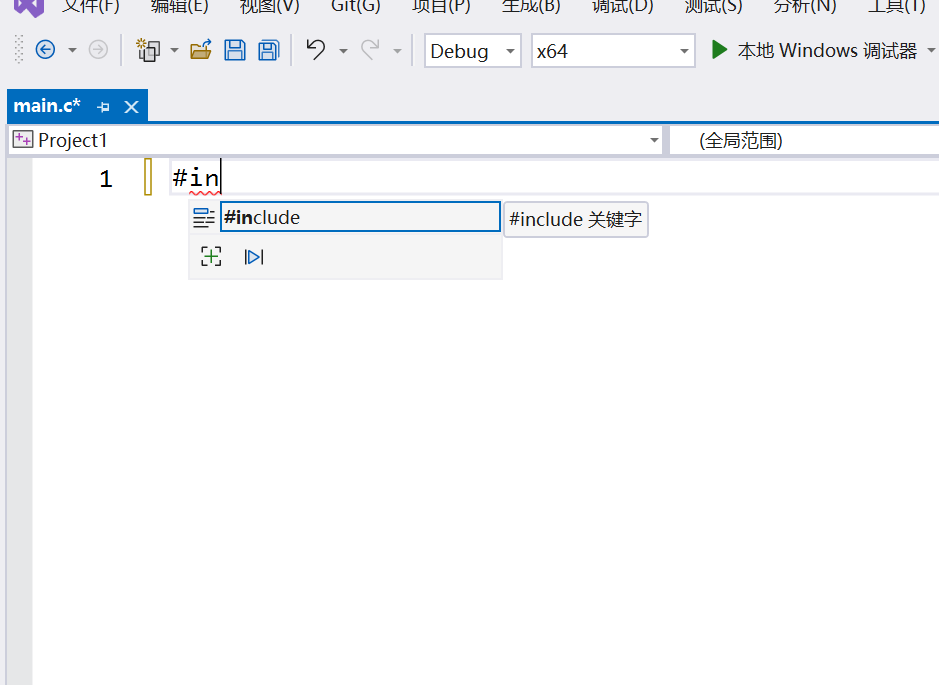 文件(F) 编辑(E) 视图(V) Git(G) 项目(P) 生成(B) 调试(D) 测试(S) 分析(N) 工具(T)
Debug x64 本地 Windows 调试器
main.c*
Project1 (全局范围)
1 #in
#include #include 关键字